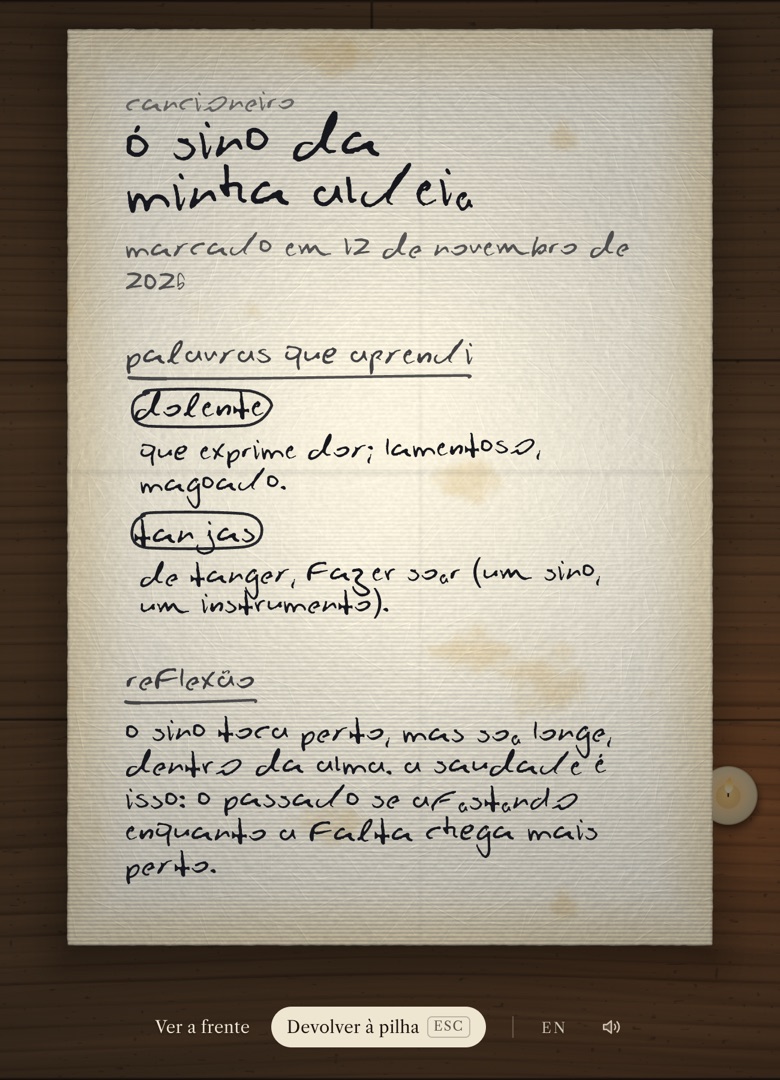 cancioneiro
ó sino da
minha aldeia
marcado em 12 de novembro de
2026
palavras que aprendi
dolente
que exprime dor; lamentoso,
magoado.
tanjas
de tanger, fazer soar (um sino,
um instrumento).
reflexão
o sino toca perto, mas soa longe,
dentro da alma. a saudade é
isso: o passado se afastando
enquanto a falta chega mais
perto.
Ver a frente
Devolver à pilha ESC
EN